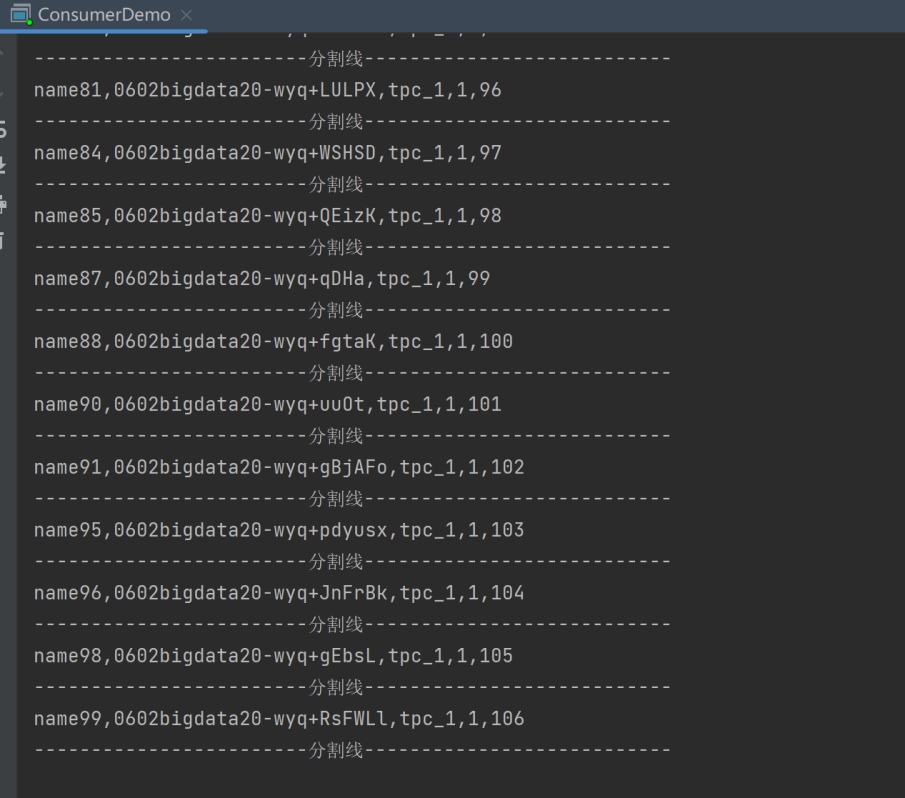 ConsumerDemo
------------------------分割线---------------------------
name81,0602bigdata20-wyq+LULPX,tpc_1,1,96
------------------------分割线---------------------------
name84,0602bigdata20-wyq+WSHSD,tpc_1,1,97
------------------------分割线---------------------------
name85,0602bigdata20-wyq+QEizK,tpc_1,1,98
------------------------分割线---------------------------
name87,0602bigdata20-wyq+qDHa,tpc_1,1,99
------------------------分割线---------------------------
name88,0602bigdata20-wyq+fgtaK,tpc_1,1,100
------------------------分割线---------------------------
name90,0602bigdata20-wyq+uuOt,tpc_1,1,101
------------------------分割线---------------------------
name91,0602bigdata20-wyq+gBjAFo,tpc_1,1,102
------------------------分割线---------------------------
name95,0602bigdata20-wyq+pdyusx,tpc_1,1,103
------------------------分割线---------------------------
name96,0602bigdata20-wyq+JnFrBk,tpc_1,1,104
------------------------分割线---------------------------
name98,0602bigdata20-wyq+gEbsL,tpc_1,1,105
------------------------分割线---------------------------
name99,0602bigdata20-wyq+RsFWLl,tpc_1,1,106
------------------------分割线---------------------------